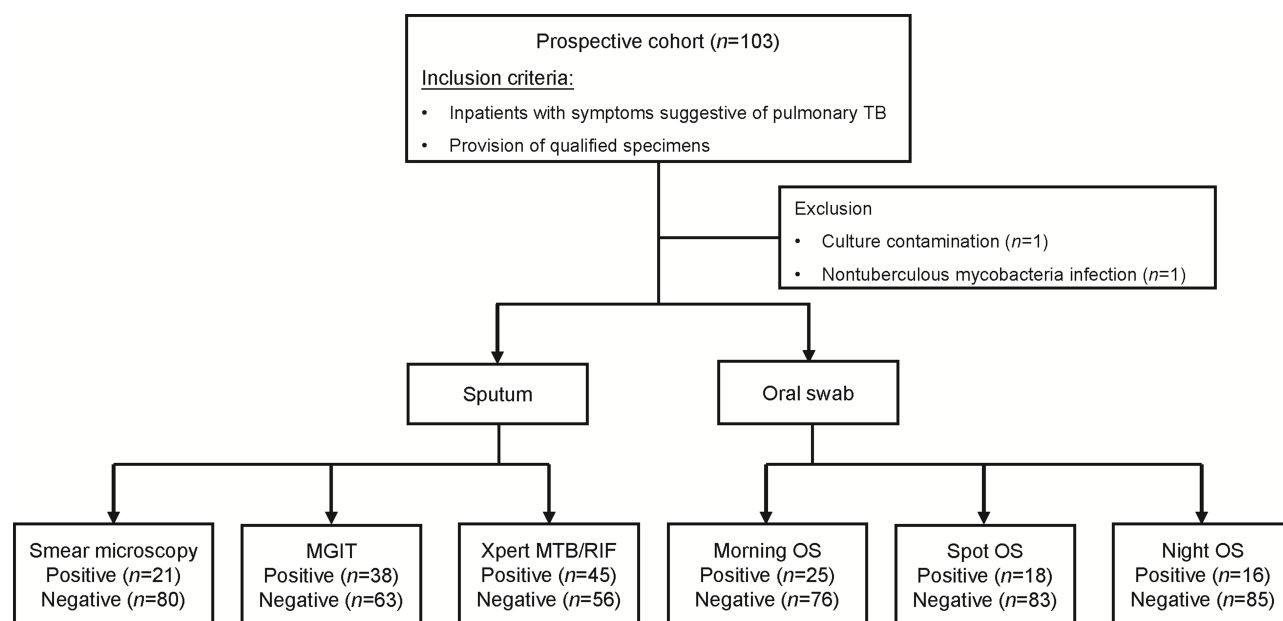 Prospective cohort (n=103)
Inclusion criteria:
• Inpatients with symptoms suggestive of pulmonary TB
• Provision of qualified specimens
Exclusion
• Culture contamination (n=1)
• Nontuberculous mycobacteria infection (n=1)
Sputum
Oral swab
Smear microscopy
Positive (n=21)
Negative (n=80)
MGIT
Positive (n=38)
Negative (n=63)
Xpert MTB/RIF
Positive (n=45)
Negative (n=56)
Morning OS
Positive (n=25)
Negative (n=76)
Spot OS
Positive (n=18)
Negative (n=83)
Night OS
Positive (n=16)
Negative (n=85)